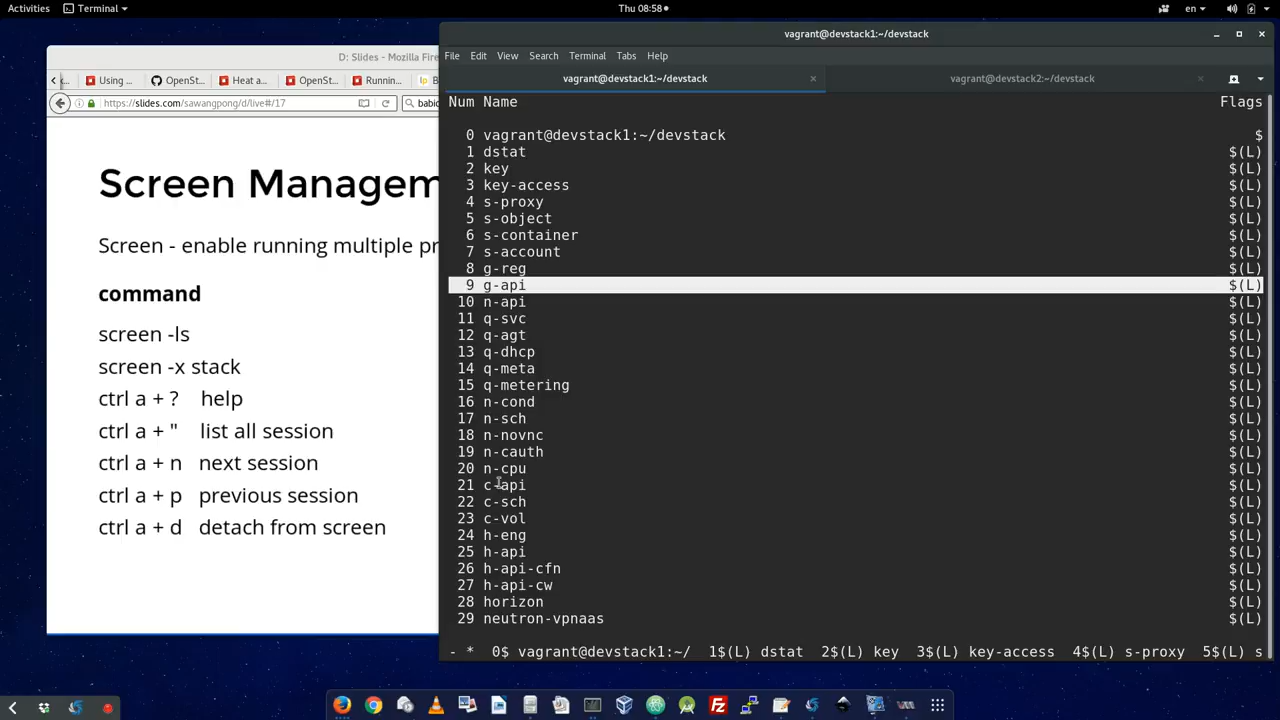 Activities
Terminal
Thu 08:58
en
D: Slides - Mozilla Fire
Using ...
OpenSt...
Heat a...
OpenSt...
Runnin...
https://slides.com/sawangpong/d/live#/17
babic
Screen Managem
Screen - enable running multiple pr
command
screen -ls
screen -x stack
ctrl a + ? help
ctrl a + " list all session
ctrl a + n next session
ctrl a + p previous session
ctrl a + d detach from screen
vagrant@devstack1:~/devstack
File Edit View Search Terminal Tabs Help
vagrant@devstack1:~/devstack
vagrant@devstack2:~/devstack
Num Name Flags
0 vagrant@devstack1:~/devstack $
1 dstat $(L)
2 key $(L)
3 key-access $(L)
4 s-proxy $(L)
5 s-object $(L)
6 s-container $(L)
7 s-account $(L)
8 g-reg $(L)
9 g-api $(L)
10 n-api $(L)
11 q-svc $(L)
12 q-agt $(L)
13 q-dhcp $(L)
14 q-meta $(L)
15 q-metering $(L)
16 n-cond $(L)
17 n-sch $(L)
18 n-novnc $(L)
19 n-cauth $(L)
20 n-cpu $(L)
21 c-api $(L)
22 c-sch $(L)
23 c-vol $(L)
24 h-eng $(L)
25 h-api $(L)
26 h-api-cfn $(L)
27 h-api-cw $(L)
28 horizon $(L)
29 neutron-vpnaas $(L)
- * 0$ vagrant@devstack1:~/ 1$(L) dstat 2$(L) key 3$(L) key-access 4$(L) s-proxy 5$(L) s